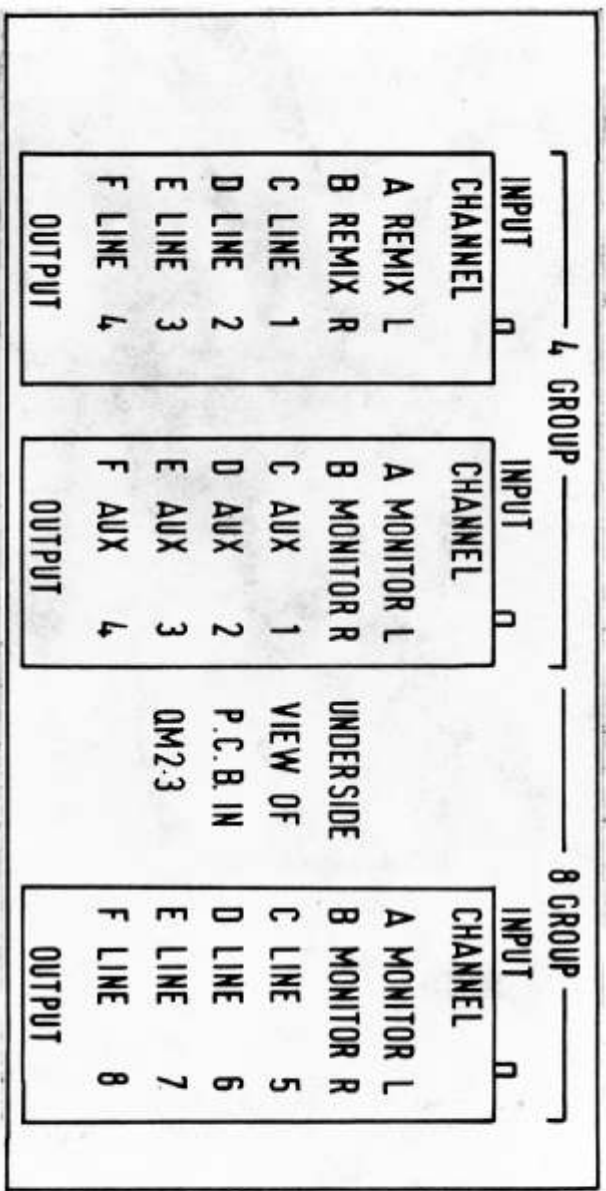 4 GROUP
INPUT
CHANNEL
A REMIX L
B REMIX R
C LINE 1
D LINE 2
E LINE 3
F LINE 4
OUTPUT
INPUT
CHANNEL
A MONITOR L
B MONITOR R
C AUX 1
D AUX 2
E AUX 3
F AUX 4
OUTPUT
UNDERSIDE
VIEW OF
P.C.B. IN
QM2·3
8 GROUP
INPUT
CHANNEL
A MONITOR L
B MONITOR R
C LINE 5
D LINE 6
E LINE 7
F LINE 8
OUTPUT